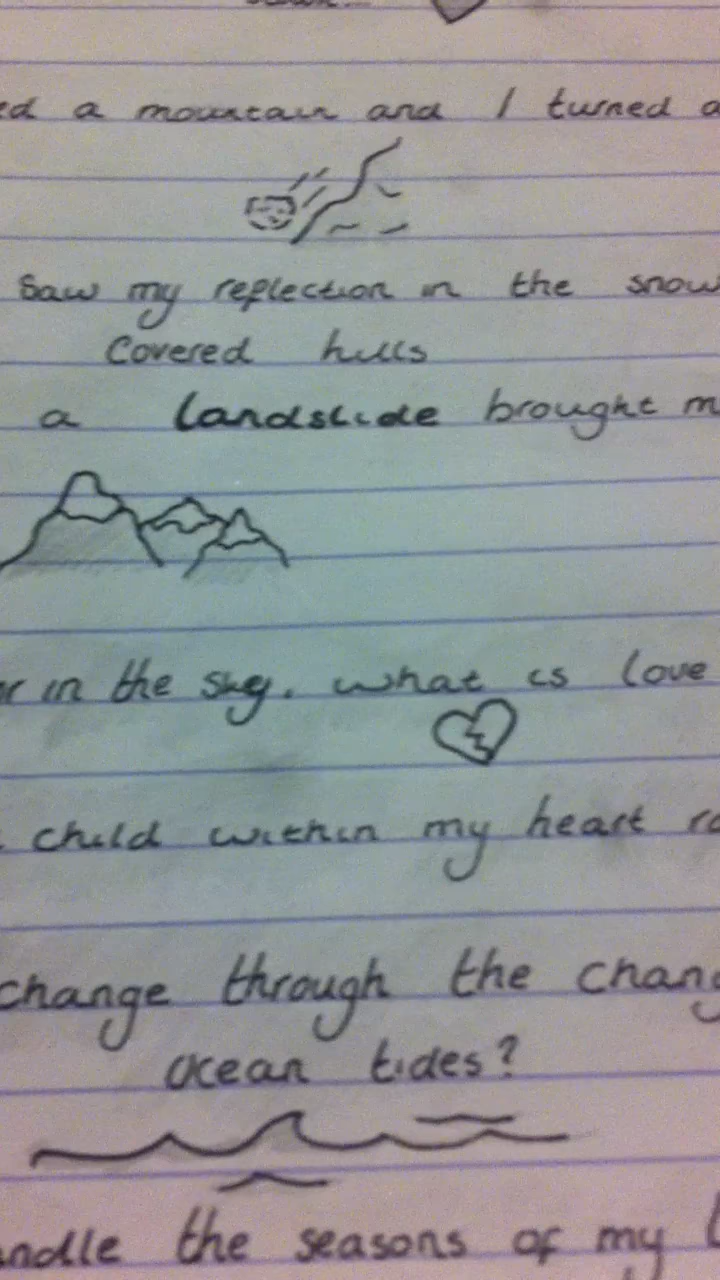 ed a mountain and I turned a
Saw my reflection in the snow
Covered hills
a landslide brought m
r in the sky. what is love
child within my heart
change through the chang
ocean tides?
ndle the seasons of my